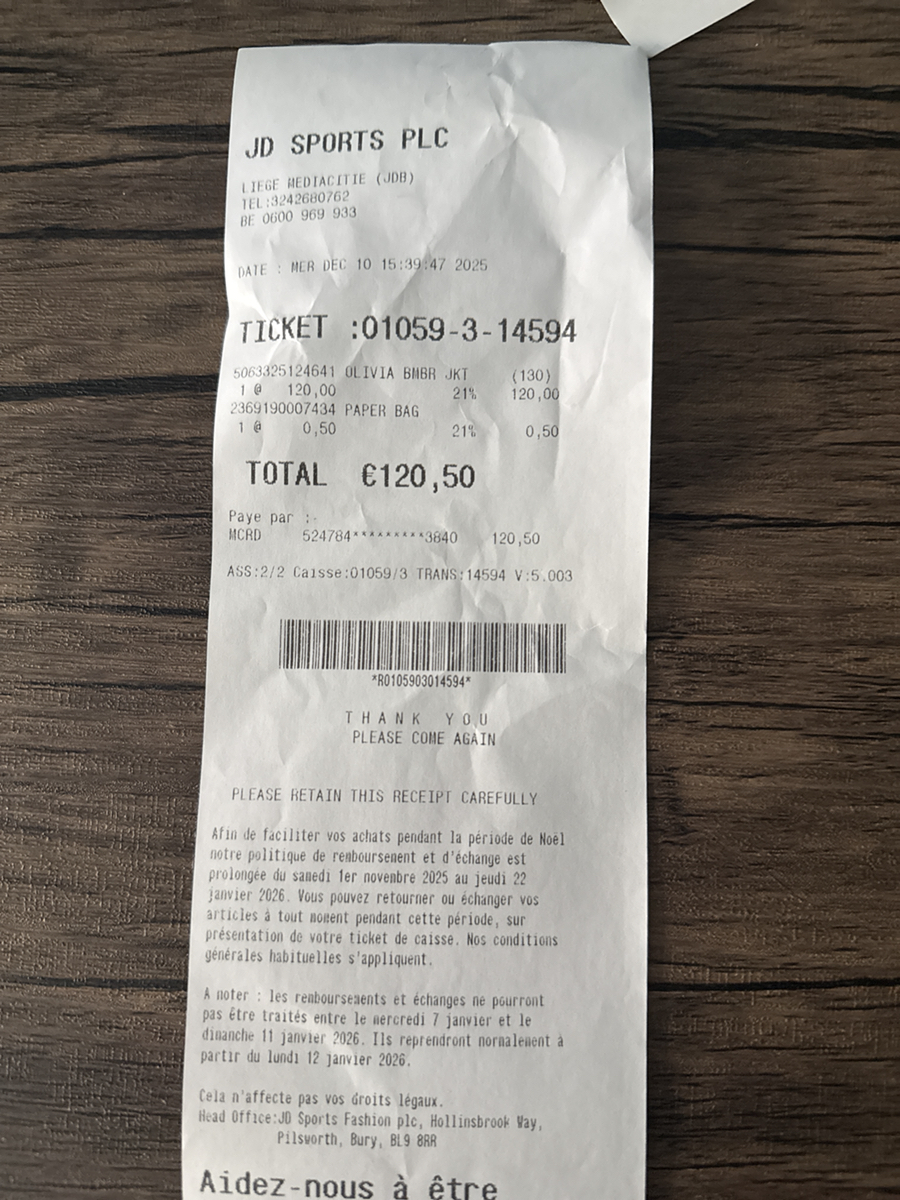 JD SPORTS PLC
LIEGE MEDIACITIE (JDB)
TEL:3242680762
BE 0600 969 933
DATE : MER DEC 10 15:39:47 2025
TICKET :01059-3-14594
5063325124641 OLIVIA BMBR JKT (130)
1 @ 120,00 21% 120,00
2369190007434 PAPER BAG
1 @ 0,50 21% 0,50
TOTAL €120,50
Paye par :-
MCRD 524784*********3840 120,50
ASS:2/2 Caisse:01059/3 TRANS:14594 V:5.003
*R0105903014594*
THANK YOU
PLEASE COME AGAIN
PLEASE RETAIN THIS RECEIPT CAREFULLY
Afin de faciliter vos achats pendant la période de Noël
notre politique de remboursement et d'échange est
prolongée du samedi 1er novembre 2025 au jeudi 22
janvier 2026. Vous pouvez retourner ou échanger vos
articles à tout moment pendant cette période, sur
présentation de votre ticket de caisse. Nos conditions
générales habituelles s'appliquent.
A noter : les remboursements et échanges ne pourront
pas être traités entre le mercredi 7 janvier et le
dimanche 11 janvier 2026. Ils reprendront normalement à
partir du lundi 12 janvier 2026.
Cela n'affecte pas vos droits légaux.
Head Office:JD Sports Fashion plc, Hollinsbrook Way,
Pilsworth, Bury, BL9 8RR
Aidez-nous à être